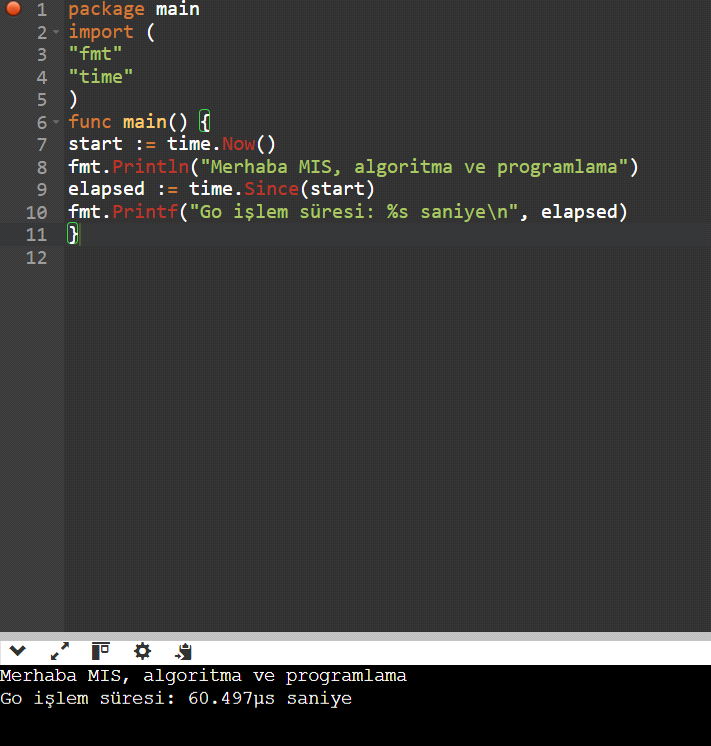 1 package main
2 import (
3 "fmt"
4 "time"
5 )
6 func main() {
7 start := time.Now()
8 fmt.Println("Merhaba MIS, algoritma ve programlama")
9 elapsed := time.Since(start)
10 fmt.Printf("Go işlem süresi: %s saniye\n", elapsed)
11 }
12
Merhaba MIS, algoritma ve programlama
Go işlem süresi: 60.497µs saniye